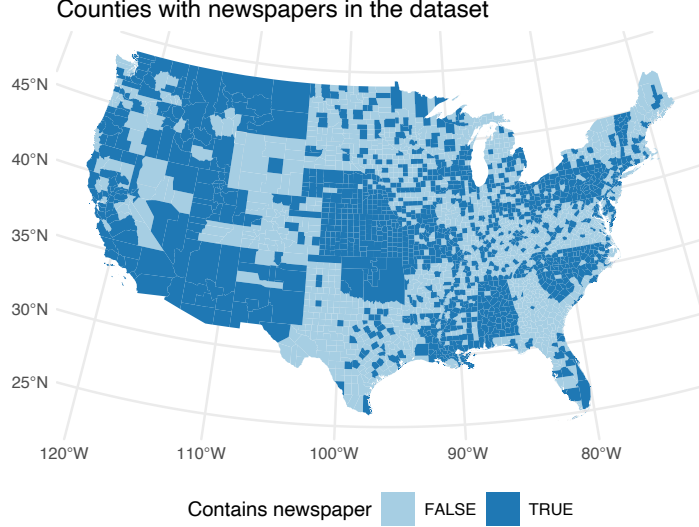 Counties with newspapers in the dataset
45°N
40°N
35°N
30°N
25°N
120°W 110°W 100°W 90°W 80°W
Contains newspaper FALSE TRUE